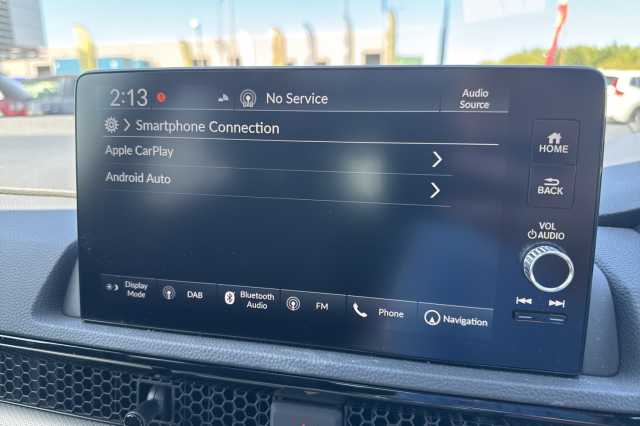 2:13
No Service
Audio
Source
Smartphone Connection
Apple CarPlay
Android Auto
HOME
BACK
VOL
AUDIO
Display
Mode
DAB
Bluetooth
Audio
FM
Phone
Navigation